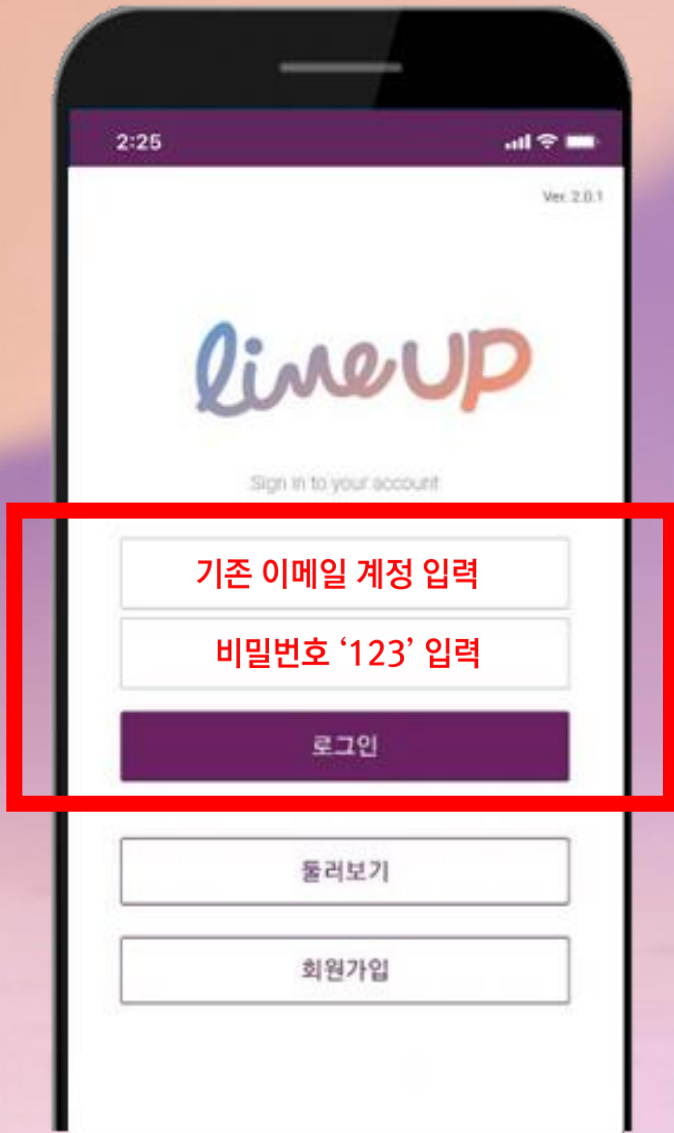 2:25
Ver. 2.0.1
lineup
Sign in to your account
기존 이메일 계정 입력
비밀번호 ‘123’ 입력
로그인
둘러보기
회원가입